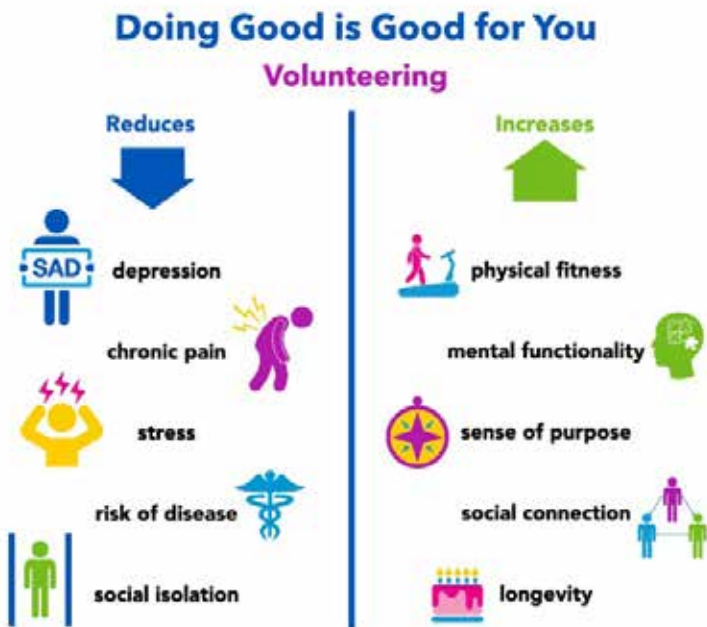 Doing Good is Good for You
Volunteering
Reduces
SAD
depression
chronic pain
stress
risk of disease
social isolation
Increases
physical fitness
mental functionality
sense of purpose
social connection
longevity